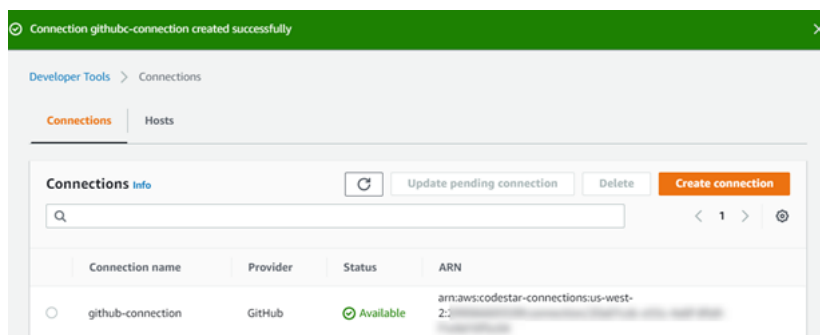 Connection githubc-connection created successfully
Developer Tools > Connections
Connections Hosts
Connections Info Update pending connection Delete Create connection
< 1 >
Connection name Provider Status ARN
github-connection GitHub Available arn:aws:codestar-connections:us-west-
2: